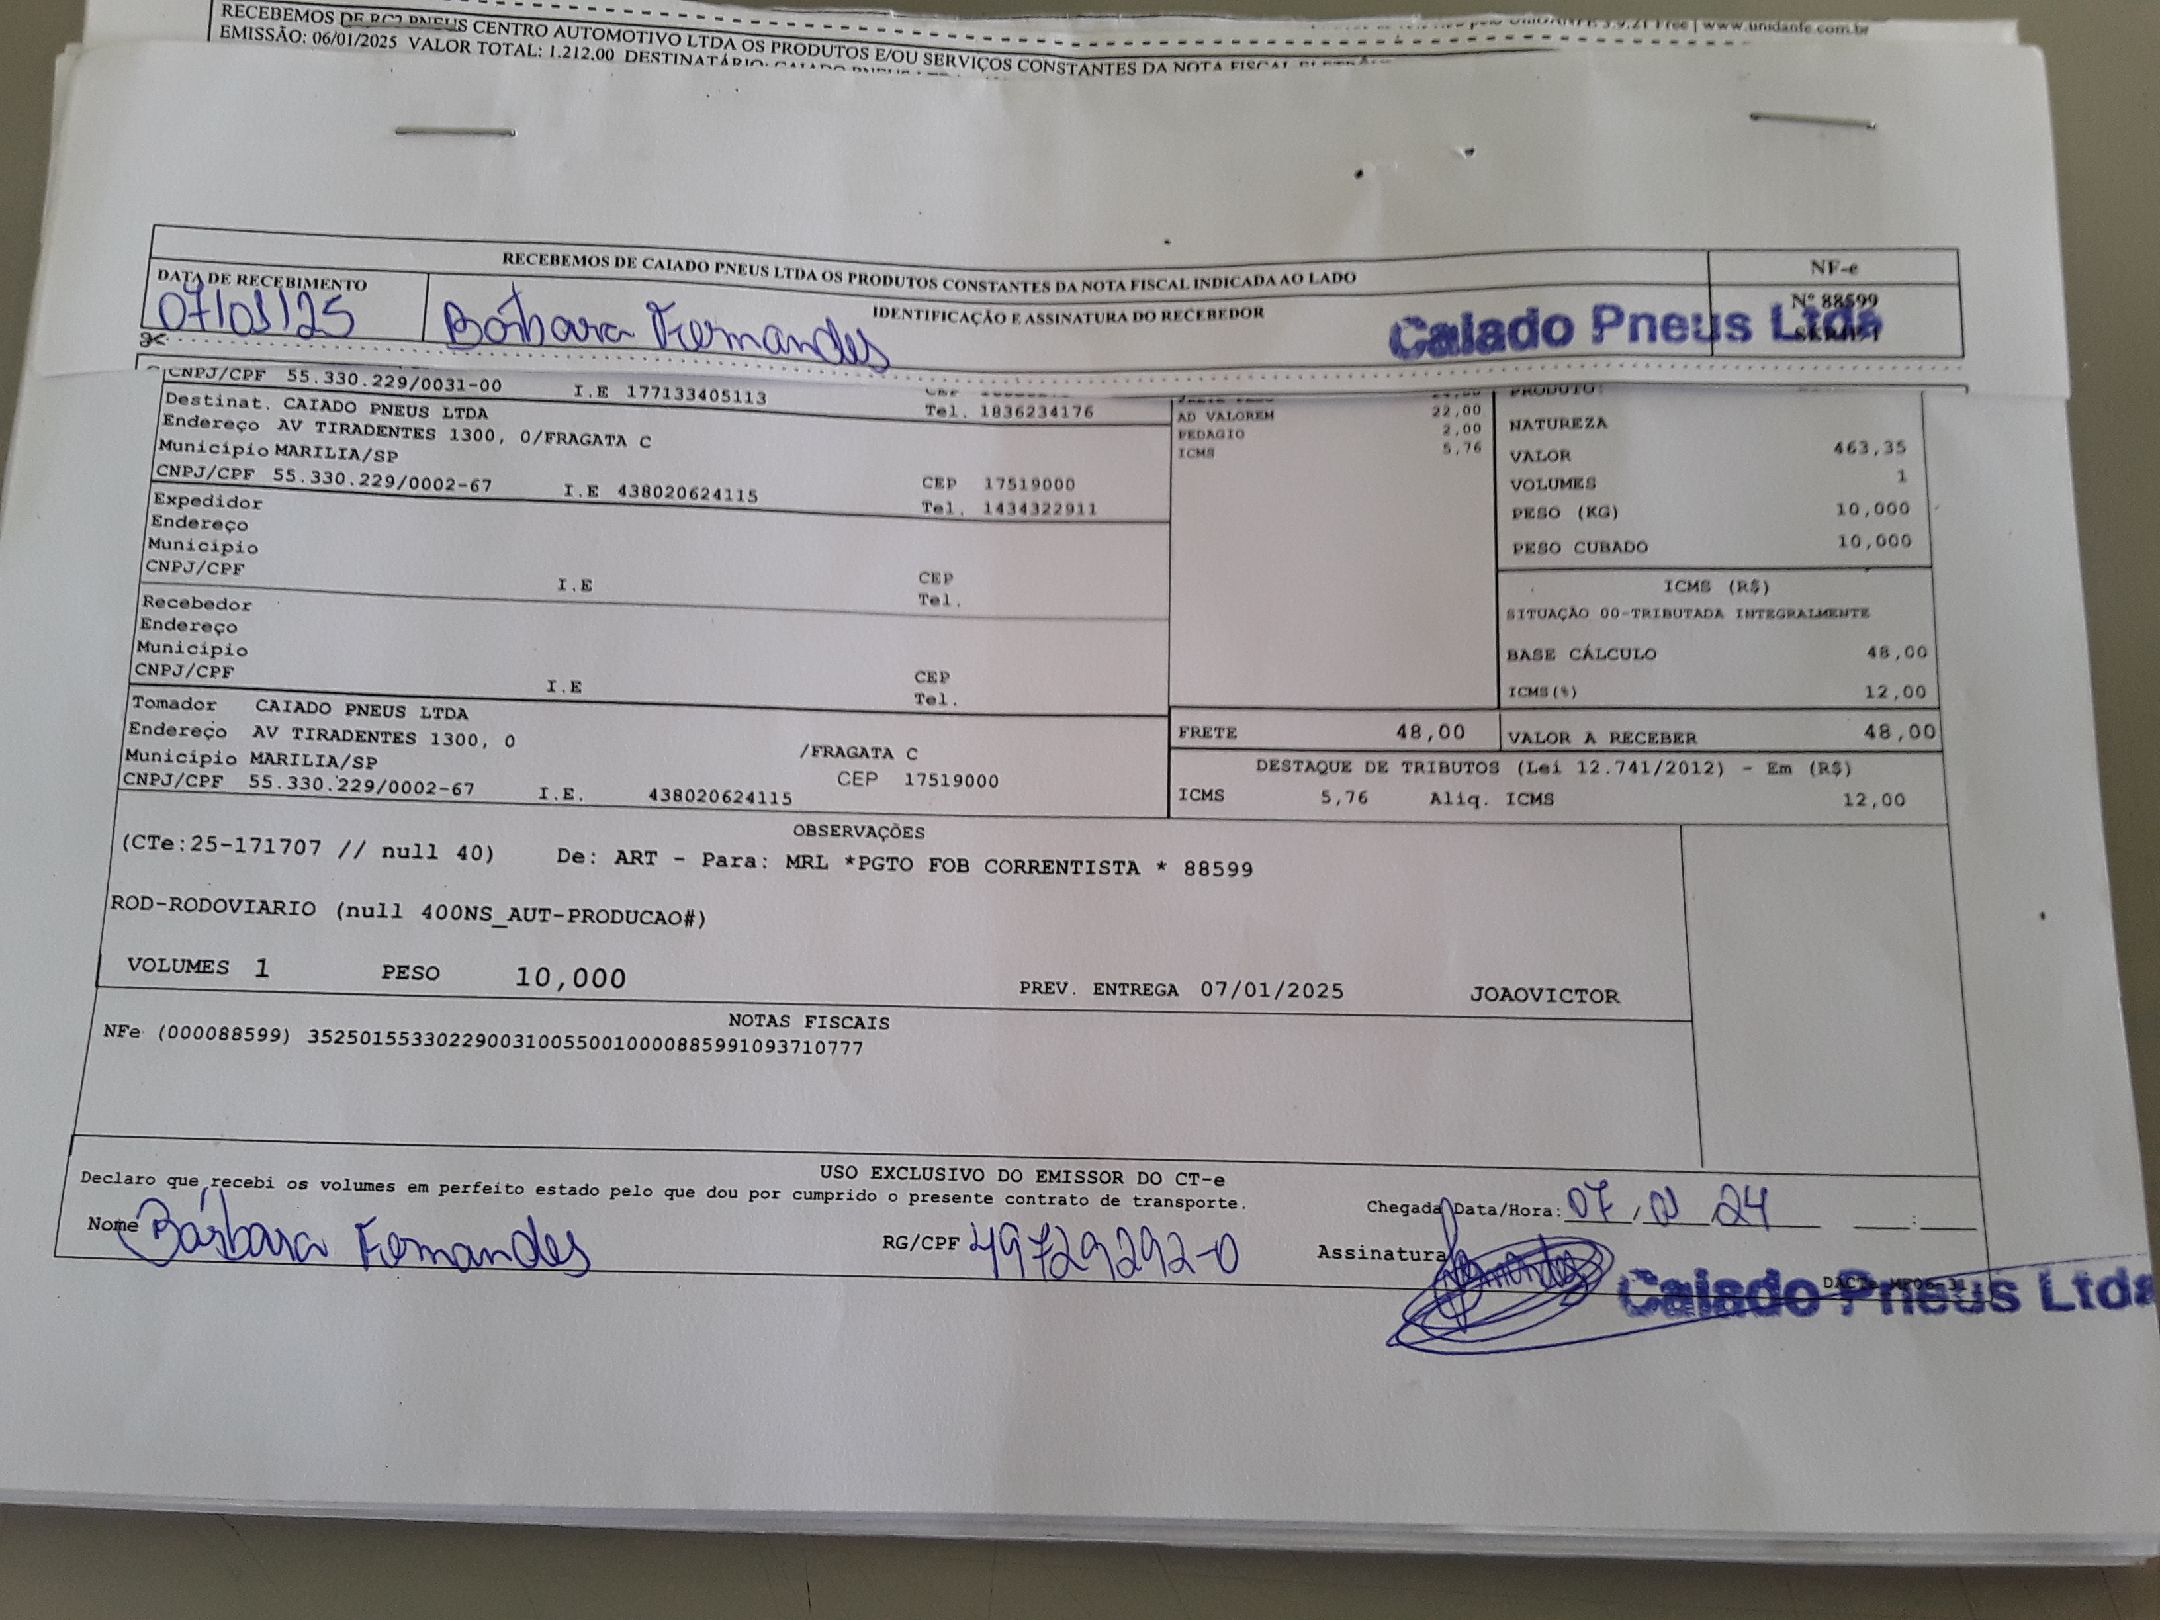 RECEBEMOS DE RC2 PNEUS CENTRO AUTOMOTIVO LTDA OS PRODUTOS E/OU SERVIÇOS CONSTANTES DA NOTA FISCAL
www.unidanfe.com.br
EMISSÃO: 06/01/2025 VALOR TOTAL: 1.212,00 DESTINATÁRIO: CAIADO PNEUS
RECEBEMOS DE CAIADO PNEUS LTDA OS PRODUTOS CONSTANTES DA NOTA FISCAL INDICADA AO LADO
NF-e
DATA DE RECEBIMENTO
IDENTIFICAÇÃO E ASSINATURA DO RECEBEDOR
Nº 88599
07/01/25
Bárbara Fernandes
Caiado Pneus Ltda
SÉRIE 1
CNPJ/CPF 55.330.229/0031-00 I.E 177133405113
Tel. 1836234176
Destinat. CAIADO PNEUS LTDA
Endereço AV TIRADENTES 1300, 0/FRAGATA C
Município MARILIA/SP
CEP 17519000
CNPJ/CPF 55.330.229/0002-67 I.E 438020624115
Tel. 1434322911
Expedidor
Endereço
Município
CEP
CNPJ/CPF I.E
Tel.
Recebedor
Endereço
Município
CEP
CNPJ/CPF I.E
Tel.
Tomador CAIADO PNEUS LTDA
Endereço AV TIRADENTES 1300, 0 /FRAGATA C
Município MARILIA/SP CEP 17519000
CNPJ/CPF 55.330.229/0002-67 I.E. 438020624115
AD VALOREM 22,00
PEDAGIO 2,00
ICMS 5,76
FRETE 48,00
PRODUTO:
NATUREZA
VALOR 463,35
VOLUMES 1
PESO (KG) 10,000
PESO CUBADO 10,000
ICMS (R$)
SITUAÇÃO 00-TRIBUTADA INTEGRALMENTE
BASE CÁLCULO 48,00
ICMS(%) 12,00
VALOR A RECEBER 48,00
DESTAQUE DE TRIBUTOS (Lei 12.741/2012) - Em (R$)
ICMS 5,76 Aliq. ICMS 12,00
OBSERVAÇÕES
(CTe:25-171707 // null 40) De: ART - Para: MRL *PGTO FOB CORRENTISTA * 88599
ROD-RODOVIARIO (null 400NS_AUT-PRODUCAO#)
VOLUMES 1 PESO 10,000 PREV. ENTREGA 07/01/2025 JOAOVICTOR
NOTAS FISCAIS
NFe (000088599) 35250155330229003100550010000885991093710777
USO EXCLUSIVO DO EMISSOR DO CT-e
Declaro que recebi os volumes em perfeito estado pelo que dou por cumprido o presente contrato de transporte.
Chegada Data/Hora: 07 / 01 24 :
Nome Bárbara Fernandes RG/CPF 49729292-0 Assinatura
Caiado Pneus Ltda